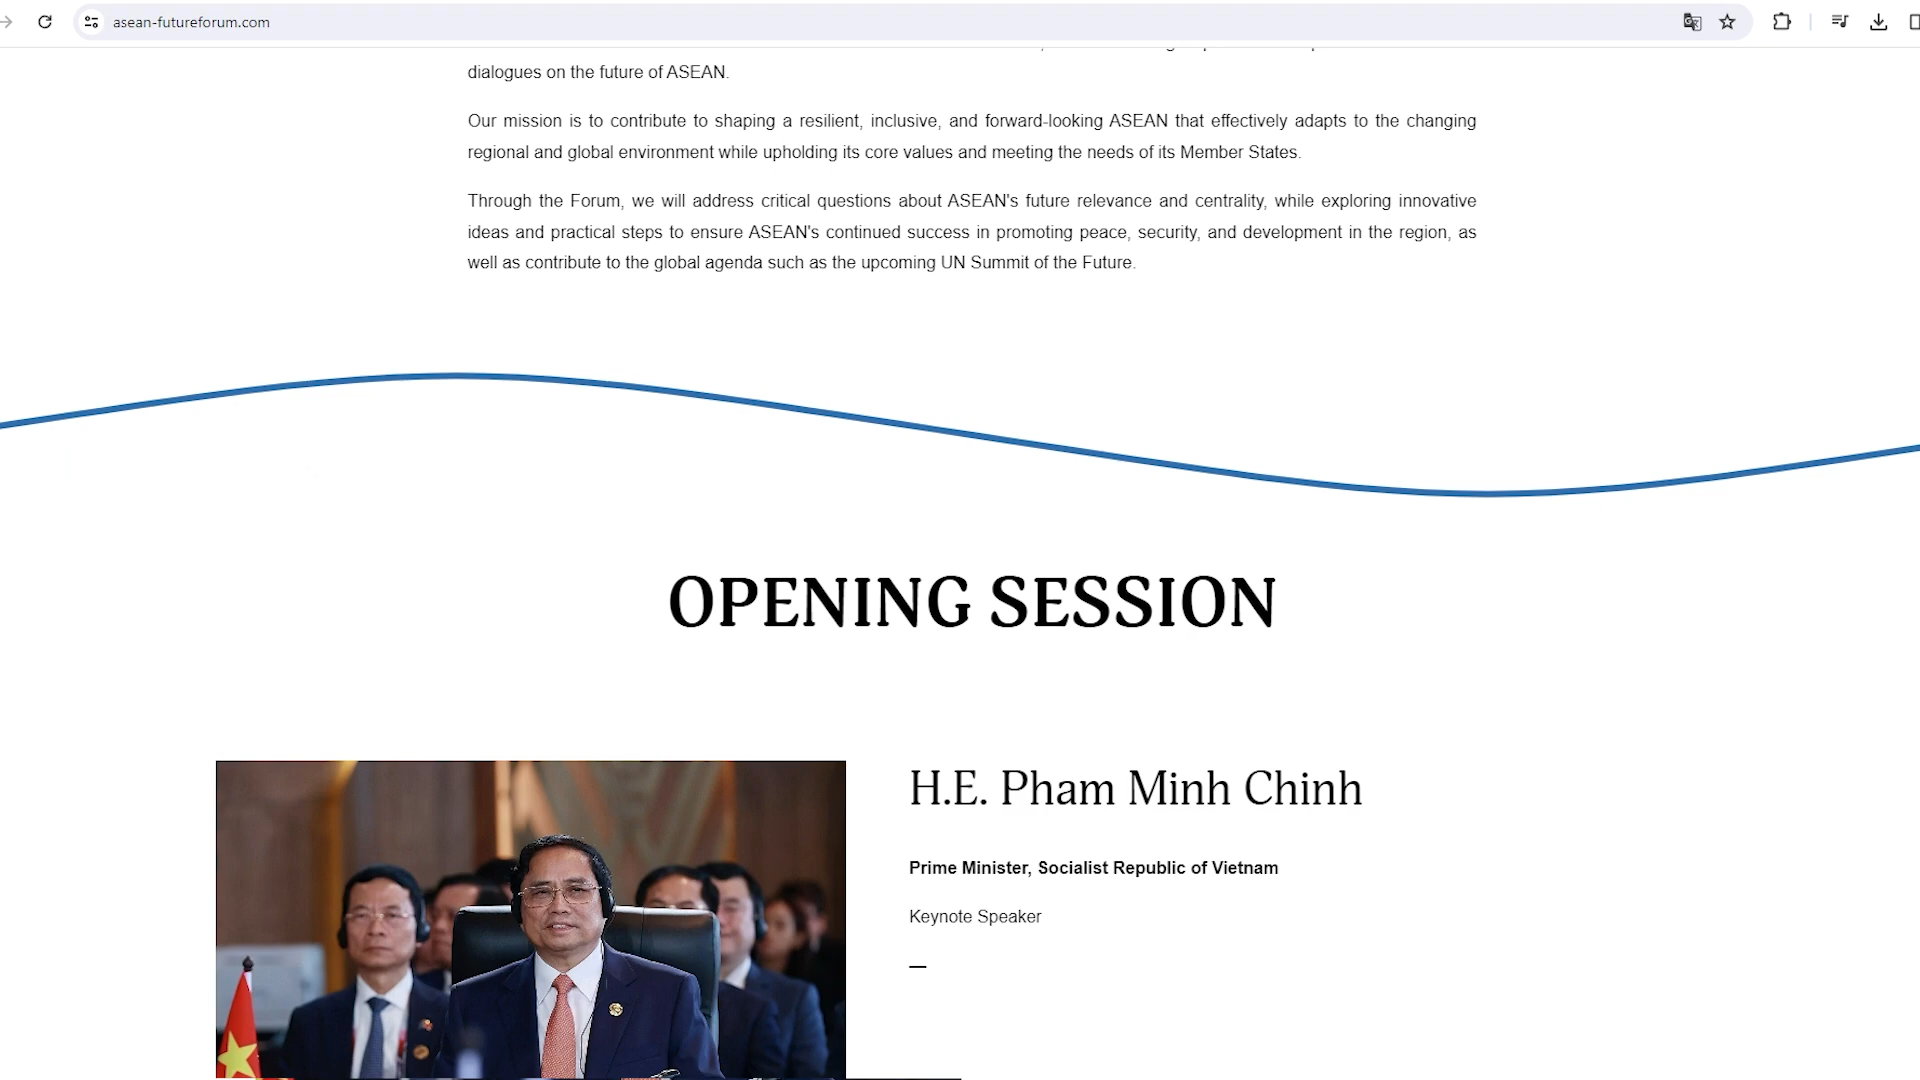 asean-futureforum.com
dialogues on the future of ASEAN.
Our mission is to contribute to shaping a resilient, inclusive, and forward-looking ASEAN that effectively adapts to the changing
regional and global environment while upholding its core values and meeting the needs of its Member States.
Through the Forum, we will address critical questions about ASEAN's future relevance and centrality, while exploring innovative
ideas and practical steps to ensure ASEAN's continued success in promoting peace, security, and development in the region, as
well as contribute to the global agenda such as the upcoming UN Summit of the Future.
OPENING SESSION
H.E. Pham Minh Chinh
Prime Minister, Socialist Republic of Vietnam
Keynote Speaker
—